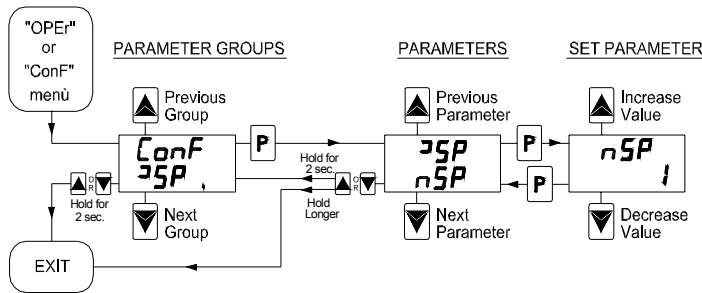 "OPEr"
or
"ConF"
menù
PARAMETER GROUPS
PARAMETERS
SET PARAMETER
Previous
Group
Previous
Parameter
Increase
Value
P
P
P
ConF
ᴲSP.
ᴲSP
nSP
nSP
1
Hold for
2 sec.
OR
Hold
Longer
OR
Hold for
2 sec.
Next
Group
Next
Parameter
Decrease
Value
EXIT